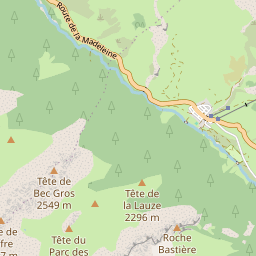 Route de la Madeleine
Tête de
Bec Gros
2549 m
Tête de
la Lauze
2296 m
Tête du
Parc des
Roche
Bastière